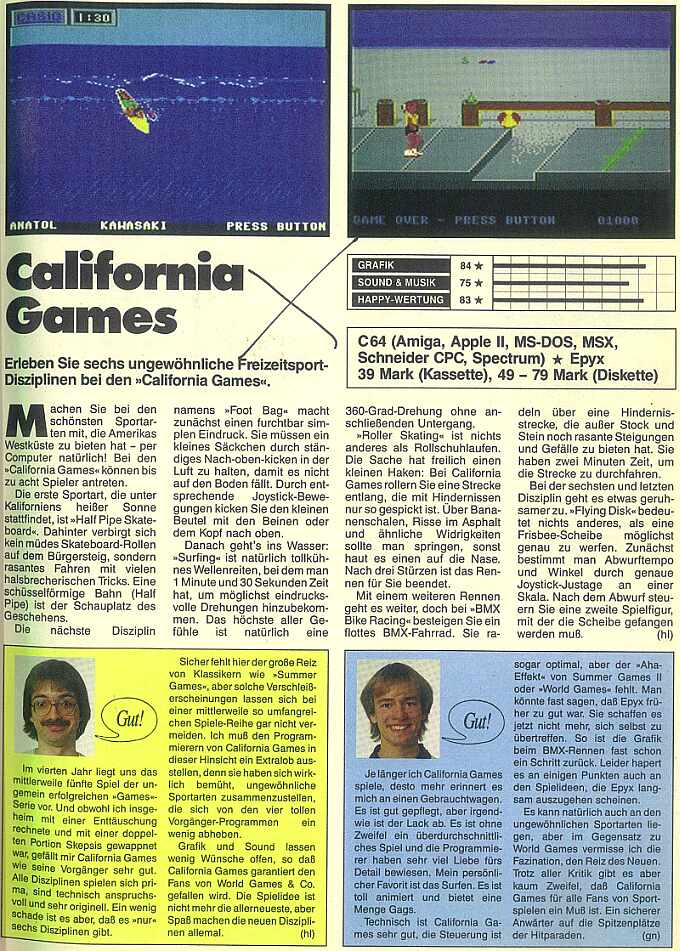 CASIO 1:30
ANATOL KAWASAKI PRESS BUTTON
GAME OVER - PRESS BUTTON 01000
California
Games
Erleben Sie sechs ungewöhnliche Freizeitsport-
Disziplinen bei den »California Games«.
GRAFIK 84 ★
SOUND & MUSIK 75 ★
HAPPY-WERTUNG 83 ★
C 64 (Amiga, Apple II, MS-DOS, MSX,
Schneider CPC, Spectrum) ★ Epyx
39 Mark (Kassette), 49 – 79 Mark (Diskette)
Machen Sie bei den
schönsten Sportar-
ten mit, die Amerikas
Westküste zu bieten hat – per
Computer natürlich! Bei den
»California Games« können bis
zu acht Spieler antreten.
Die erste Sportart, die unter
Kaliforniens heißer Sonne
stattfindet, ist »Half Pipe Skate-
board«. Dahinter verbirgt sich
kein müdes Skateboard-Rollen
auf dem Bürgersteig, sondern
rasantes Fahren mit vielen
halsbrecherischen Tricks. Eine
schüsselförmige Bahn (Half
Pipe) ist der Schauplatz des
Geschehens.
Die nächste Disziplin
namens »Foot Bag« macht
zunächst einen furchtbar sim-
plen Eindruck. Sie müssen ein
kleines Säckchen durch stän-
diges Nach-oben-kicken in der
Luft zu halten, damit es nicht
auf den Boden fällt. Durch ent-
sprechende Joystick-Bewe-
gungen kicken Sie den kleinen
Beutel mit den Beinen oder
dem Kopf nach oben.
Danach geht's ins Wasser:
»Surfing« ist natürlich tollküh-
nes Wellenreiten, bei dem man
1 Minute und 30 Sekunden Zeit
hat, um möglichst eindrucks-
volle Drehungen hinzubekom-
men. Das höchste aller Ge-
fühle ist natürlich eine
360-Grad-Drehung ohne an-
schließenden Untergang.
»Roller Skating« ist nichts
anderes als Rollschuhlaufen.
Die Sache hat freilich einen
kleinen Haken: Bei California
Games rollern Sie eine Strecke
entlang, die mit Hindernissen
nur so gespickt ist. Über Bana-
nenschalen, Risse im Asphalt
und ähnliche Widrigkeiten
sollte man springen, sonst
haut es einen auf die Nase.
Nach drei Stürzen ist das Ren-
nen für Sie beendet.
Mit einem weiteren Rennen
geht es weiter, doch bei »BMX
Bike Racing« besteigen Sie ein
flottes BMX-Fahrrad. Sie ra-
deln über eine Hindernis-
strecke, die außer Stock und
Stein noch rasante Steigungen
und Gefälle zu bieten hat. Sie
haben zwei Minuten Zeit, um
die Strecke zu durchfahren.
Bei der sechsten und letzten
Disziplin geht es etwas geruh-
samer zu. »Flying Disk« bedeu-
tet nichts anderes, als eine
Frisbee-Scheibe möglichst
genau zu werfen. Zunächst
bestimmt man Abwurftempo
und Winkel durch genaue
Joystick-Justage an einer
Skala. Nach dem Abwurf steu-
ern Sie eine zweite Spielfigur,
mit der die Scheibe gefangen
werden muß. (hl)
Gut!
Im vierten Jahr liegt uns das
mittlerweile fünfte Spiel der un-
gemein erfolgreichen »Games«-
Serie vor. Und obwohl ich insge-
heim mit einer Enttäuschung
rechnete und mit einer doppel-
ten Portion Skepsis gewappnet
war, gefällt mir California Games
wie seine Vorgänger sehr gut.
Alle Disziplinen spielen sich pri-
ma, sind technisch anspruchs-
voll und sehr originell. Ein wenig
schade ist es aber, daß es »nur«
sechs Disziplinen gibt.
Sicher fehlt hier der große Reiz
von Klassikern wie »Summer
Games«, aber solche Verschleiß-
erscheinungen lassen sich bei
einer mittlerweile so umfangrei-
chen Spiele-Reihe gar nicht ver-
meiden. Ich muß den Program-
mierern von California Games in
dieser Hinsicht ein Extralob aus-
stellen, denn sie haben sich wirk-
lich bemüht, ungewöhnliche
Sportarten zusammenzustellen,
die sich von den vier tollen
Vorgänger-Programmen ein
wenig abheben.
Grafik und Sound lassen
wenig Wünsche offen, so daß
California Games garantiert den
Fans von World Games & Co.
gefallen wird. Die Spielidee ist
nicht mehr die allerneueste, aber
Spaß machen die neuen Diszipli-
nen allemal. (hl)
Gut!
Je länger ich California Games
spiele, desto mehr erinnert es
mich an einen Gebrauchtwagen.
Es ist gut gepflegt, aber irgend-
wie ist der Lack ab. Es ist ohne
Zweifel ein überdurchschnittli-
ches Spiel und die Programmie-
rer haben sehr viel Liebe fürs
Detail bewiesen. Mein persönli-
cher Favorit ist das Surfen. Es ist
toll animiert und bietet eine
Menge Gags.
Technisch ist California Ga-
mes sehr gut, die Steuerung ist
sogar optimal, aber der »Aha-
Effekt« von Summer Games II
oder »World Games« fehlt. Man
könnte fast sagen, daß Epyx frü-
her zu gut war. Sie schaffen es
jetzt nicht mehr, sich selbst zu
übertreffen. So ist die Grafik
beim BMX-Rennen fast schon
ein Schritt zurück. Leider hapert
es an einigen Punkten auch an
den Spielideen, die Epyx lang-
sam auszugehen scheinen.
Es kann natürlich auch an den
ungewöhnlichen Sportarten lie-
gen, aber im Gegensatz zu
World Games vermisse ich die
Fazination, den Reiz des Neuen.
Trotz aller Kritik gibt es aber
kaum Zweifel, daß California
Games für alle Fans von Sport-
spielen ein Muß ist. Ein sicherer
Anwärter auf die Spitzenplätze
der Hitparaden. (gn)